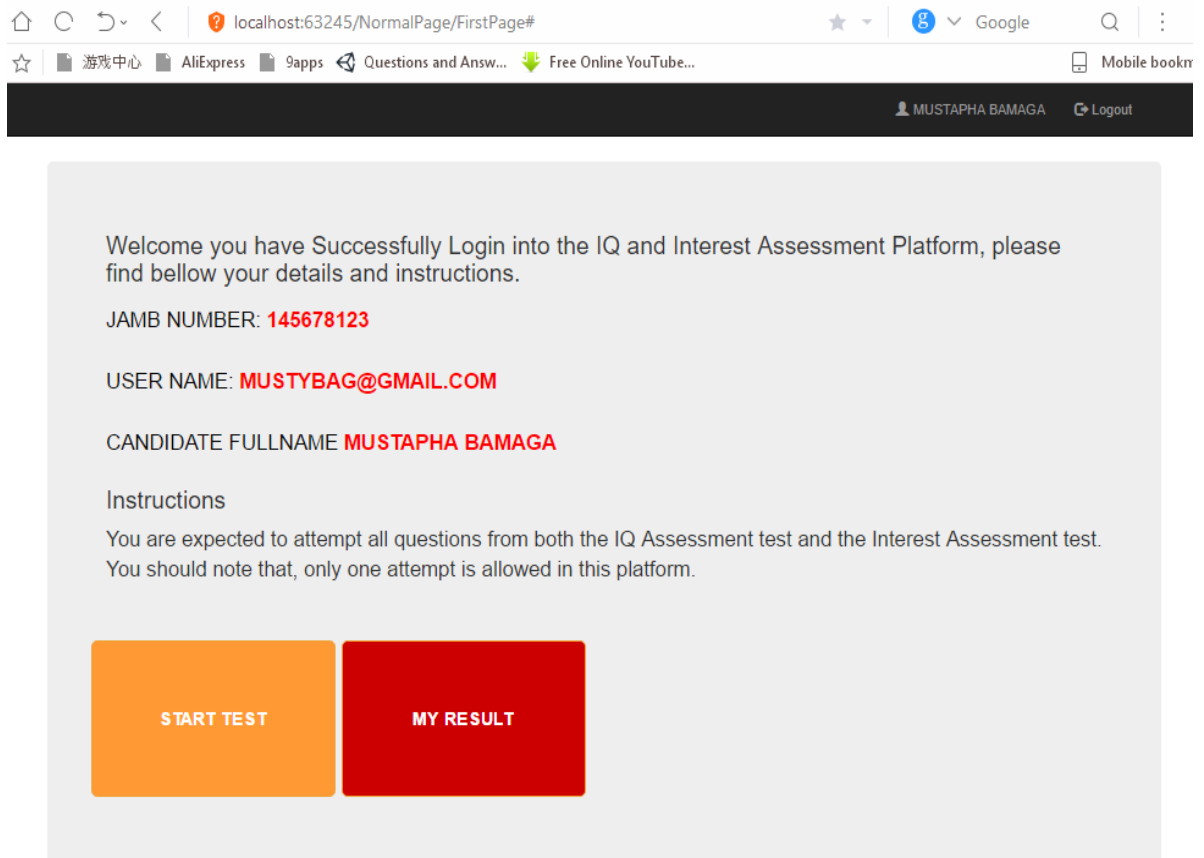 localhost:63245/NormalPage/FirstPage#
Google
游戏中心 AliExpress 9apps Questions and Answ... Free Online YouTube... Mobile bookm
MUSTAPHA BAMAGA Logout
Welcome you have Successfully Login into the IQ and Interest Assessment Platform, please
find bellow your details and instructions.
JAMB NUMBER: 145678123
USER NAME: MUSTYBAG@GMAIL.COM
CANDIDATE FULLNAME MUSTAPHA BAMAGA
Instructions
You are expected to attempt all questions from both the IQ Assessment test and the Interest Assessment test.
You should note that, only one attempt is allowed in this platform.
START TEST
MY RESULT